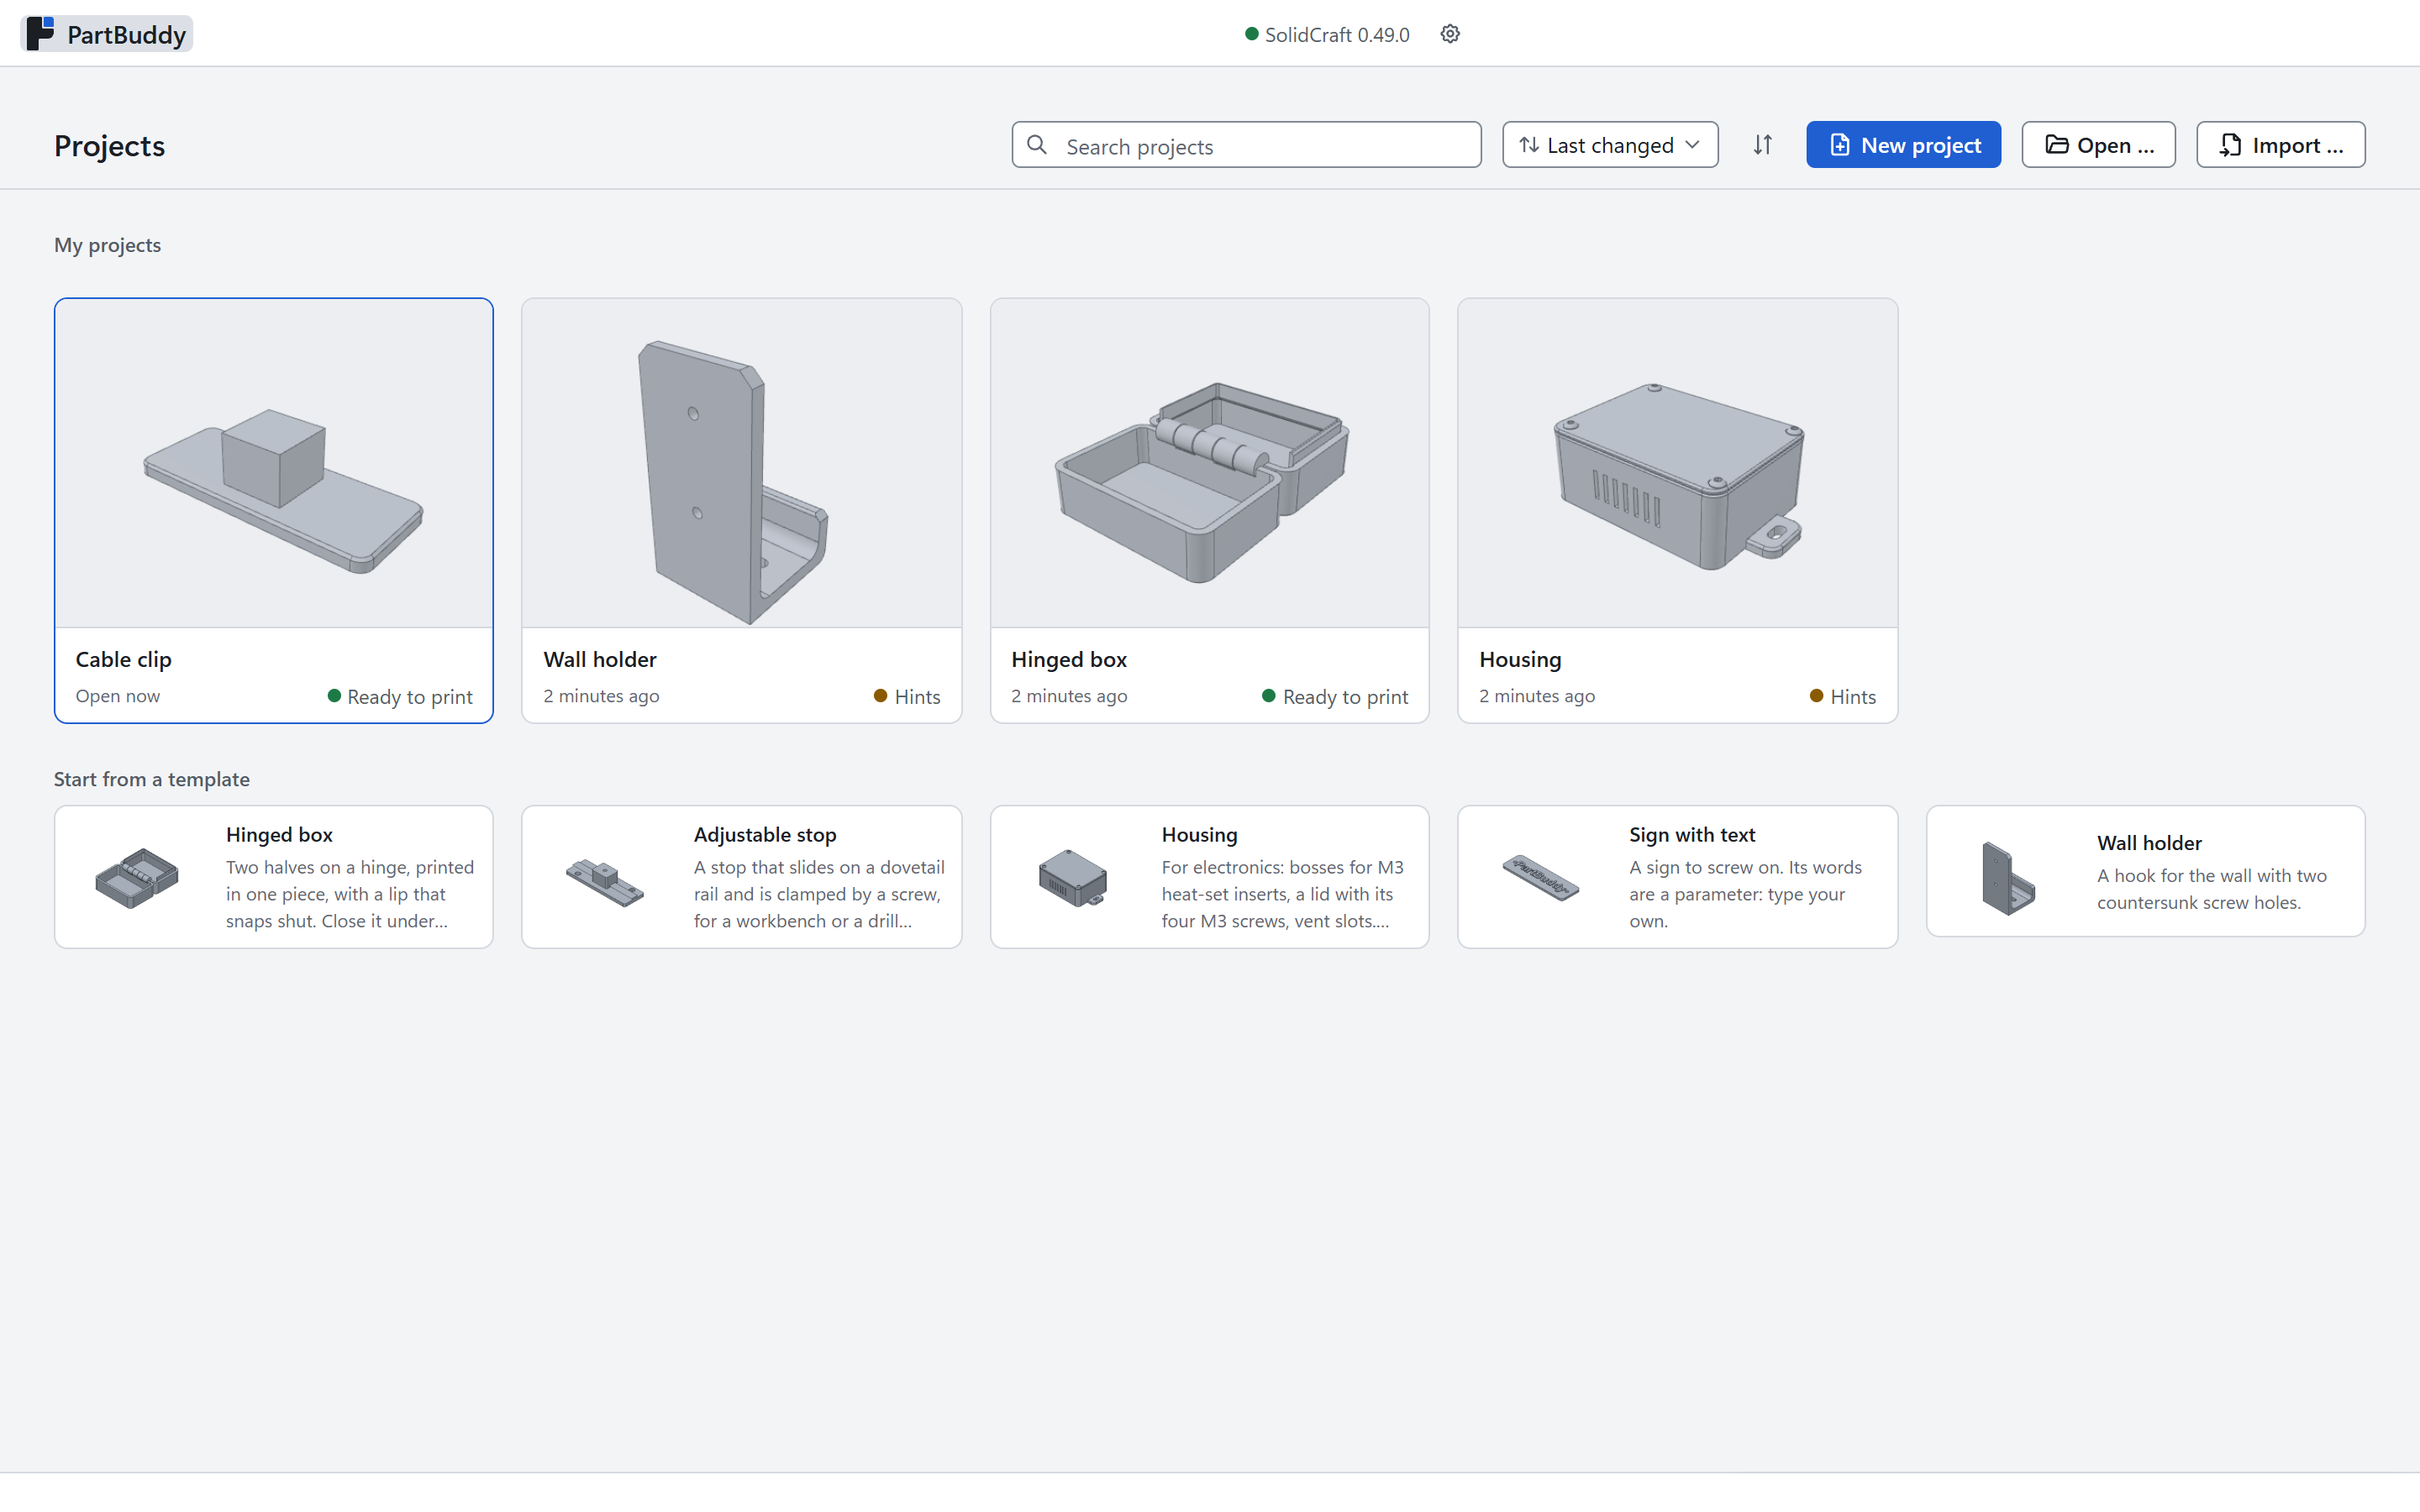 PartBuddy
SolidCraft 0.49.0
Projects
Search projects
Last changed
New project
Open ...
Import ...
My projects
Cable clip
Open now
Ready to print
Wall holder
2 minutes ago
Hints
Hinged box
2 minutes ago
Ready to print
Housing
2 minutes ago
Hints
Start from a template
Hinged box
Two halves on a hinge, printed
in one piece, with a lip that
snaps shut. Close it under...
Adjustable stop
A stop that slides on a dovetail
rail and is clamped by a screw,
for a workbench or a drill...
Housing
For electronics: bosses for M3
heat-set inserts, a lid with its
four M3 screws, vent slots....
PartBuddy
Sign with text
A sign to screw on. Its words
are a parameter: type your
own.
Wall holder
A hook for the wall with two
countersunk screw holes.